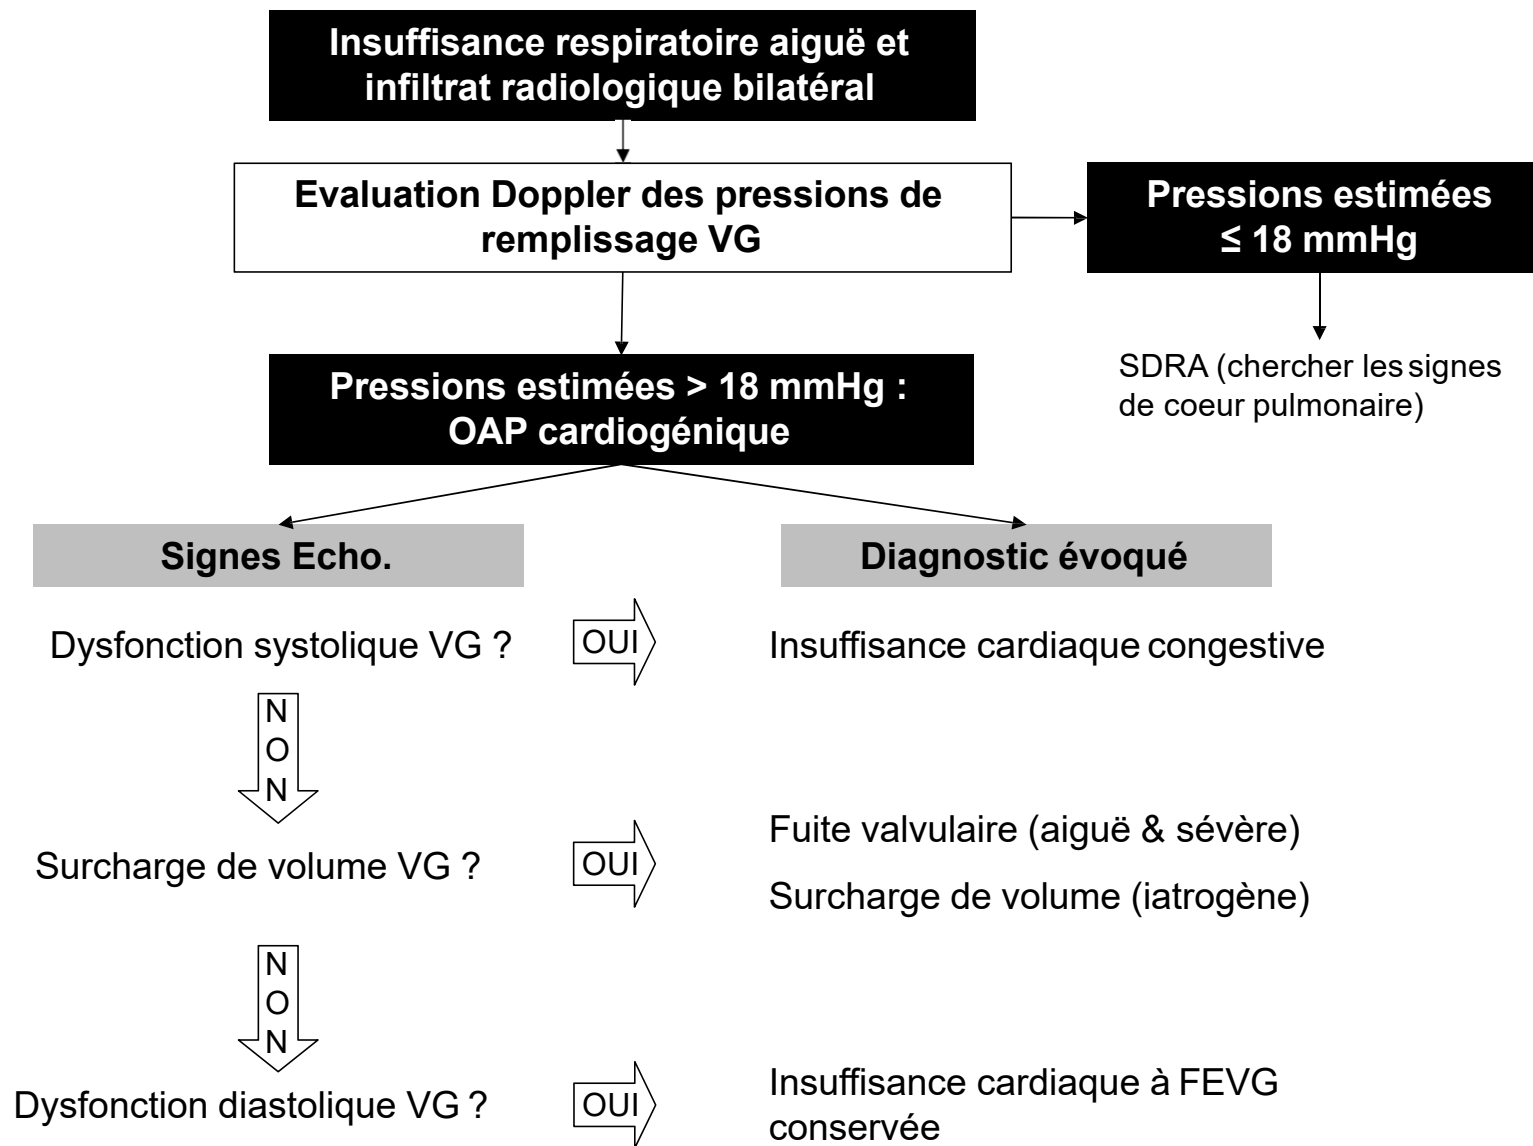 Insuffisance respiratoire aiguë et
infiltrat radiologique bilatéral
Evaluation Doppler des pressions de
remplissage VG
Pressions estimées
≤ 18 mmHg
Pressions estimées > 18 mmHg :
OAP cardiogénique
SDRA (chercher les signes
de coeur pulmonaire)
Signes Echo.
Diagnostic évoqué
Dysfonction systolique VG ?
OUI
Insuffisance cardiaque congestive
N
O
N
Surcharge de volume VG ?
OUI
Fuite valvulaire (aiguë & sévère)
Surcharge de volume (iatrogène)
N
O
N
Dysfonction diastolique VG ?
OUI
Insuffisance cardiaque à FEVG
conservée